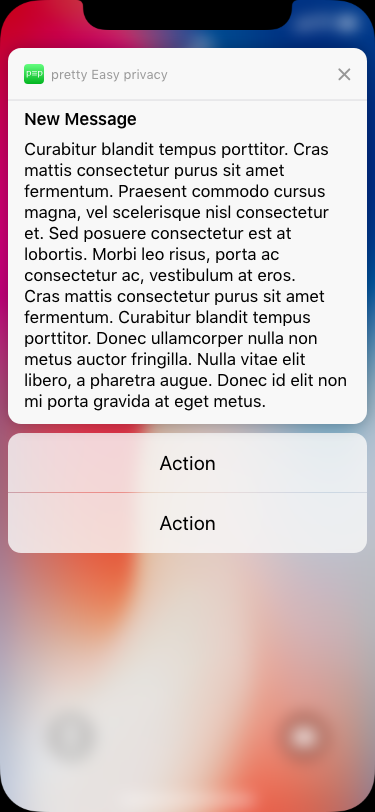 p≡p pretty Easy privacy
New Message
Curabitur blandit tempus porttitor. Cras
mattis consectetur purus sit amet
fermentum. Praesent commodo cursus
magna, vel scelerisque nisl consectetur
et. Sed posuere consectetur est at
lobortis. Morbi leo risus, porta ac
consectetur ac, vestibulum at eros.
Cras mattis consectetur purus sit amet
fermentum. Curabitur blandit tempus
porttitor. Donec ullamcorper nulla non
metus auctor fringilla. Nulla vitae elit
libero, a pharetra augue. Donec id elit non
mi porta gravida at eget metus.
Action
Action